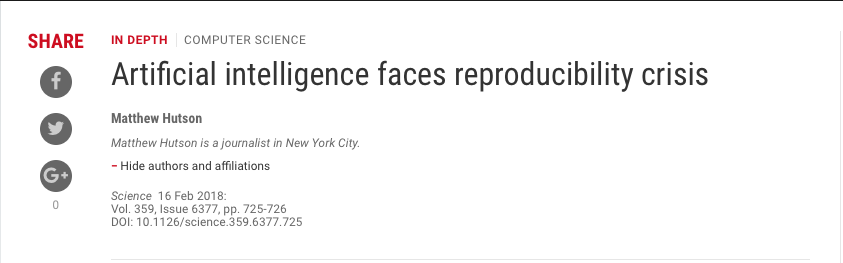 SHARE
IN DEPTH COMPUTER SCIENCE
Artificial intelligence faces reproducibility crisis
Matthew Hutson
Matthew Hutson is a journalist in New York City.
– Hide authors and affiliations
Science 16 Feb 2018:
Vol. 359, Issue 6377, pp. 725-726
DOI: 10.1126/science.359.6377.725
f
G+
0